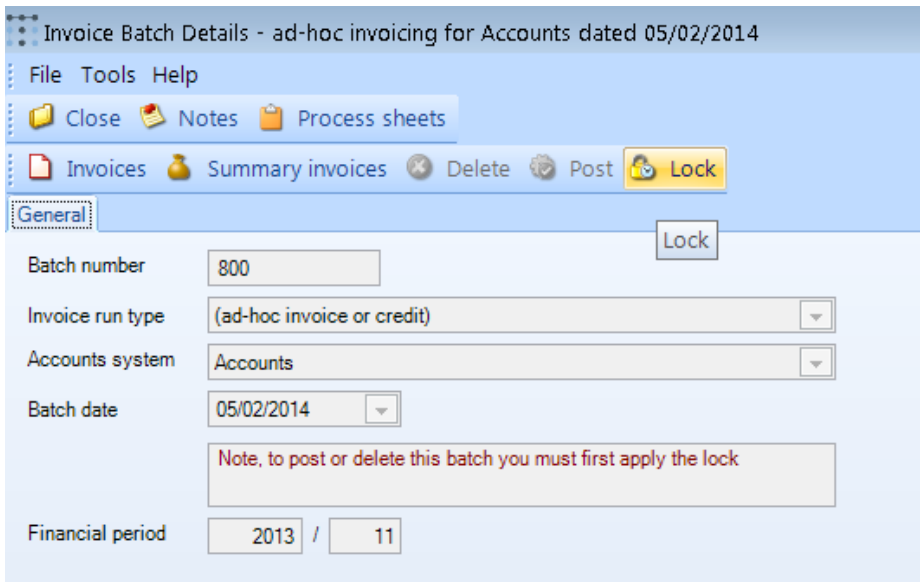 Invoice Batch Details - ad-hoc invoicing for Accounts dated 05/02/2014
File Tools Help
Close Notes Process sheets
Invoices Summary invoices Delete Post Lock
General
Lock
Batch number 800
Invoice run type (ad-hoc invoice or credit)
Accounts system Accounts
Batch date 05/02/2014
Note, to post or delete this batch you must first apply the lock
Financial period 2013 / 11